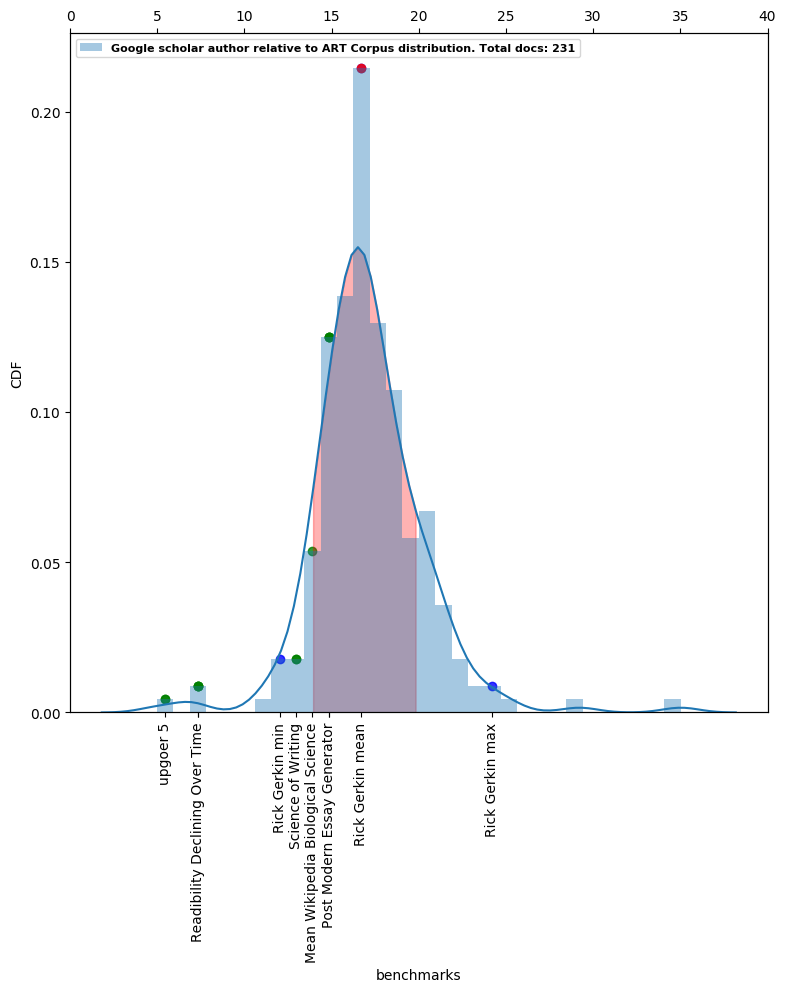 0 5 10 15 20 25 30 35 40
Google scholar author relative to ART Corpus distribution. Total docs: 231
0.20
0.15
0.10
0.05
0.00
CDF
upgoer 5
Readibility Declining Over Time
Rick Gerkin min
Science of Writing
Mean Wikipedia Biological Science
Post Modern Essay Generator
Rick Gerkin mean
Rick Gerkin max
benchmarks